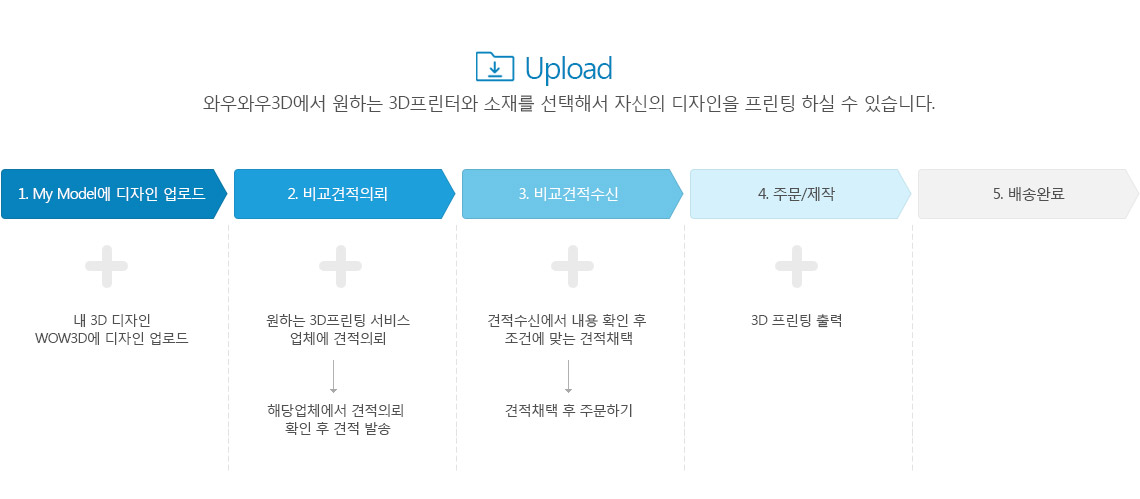 Upload
와우와우3D에서 원하는 3D프린터와 소재를 선택해서 자신의 디자인을 프린팅 하실 수 있습니다.
1. My Model에 디자인 업로드
2. 비교견적의뢰
3. 비교견적수신
4. 주문/제작
5. 배송완료
내 3D 디자인
WOW3D에 디자인 업로드
원하는 3D프린팅 서비스
업체에 견적의뢰
해당업체에서 견적의뢰
확인 후 견적 발송
견적수신에서 내용 확인 후
조건에 맞는 견적채택
견적채택 후 주문하기
3D 프린팅 출력